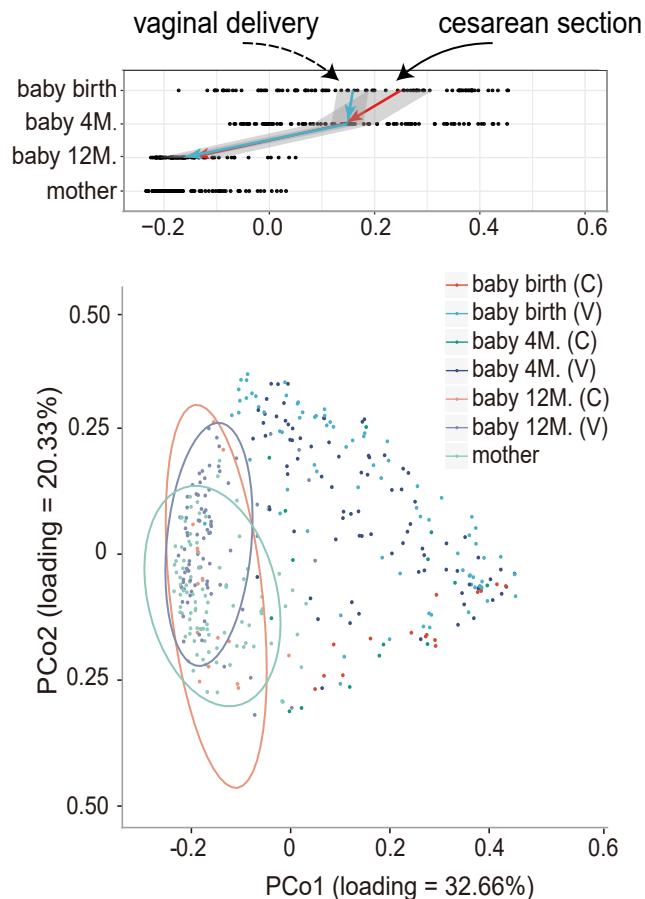 vaginal delivery
cesarean section
baby birth
baby 4M.
baby 12M.
mother
−0.2 0.0 0.2 0.4 0.6
baby birth (C)
baby birth (V)
baby 4M. (C)
baby 4M. (V)
baby 12M. (C)
baby 12M. (V)
mother
PCo2 (loading = 20.33%)
0.50
0.25
0
0.25
0.50
-0.2 0 0.2 0.4 0.6
PCo1 (loading = 32.66%)